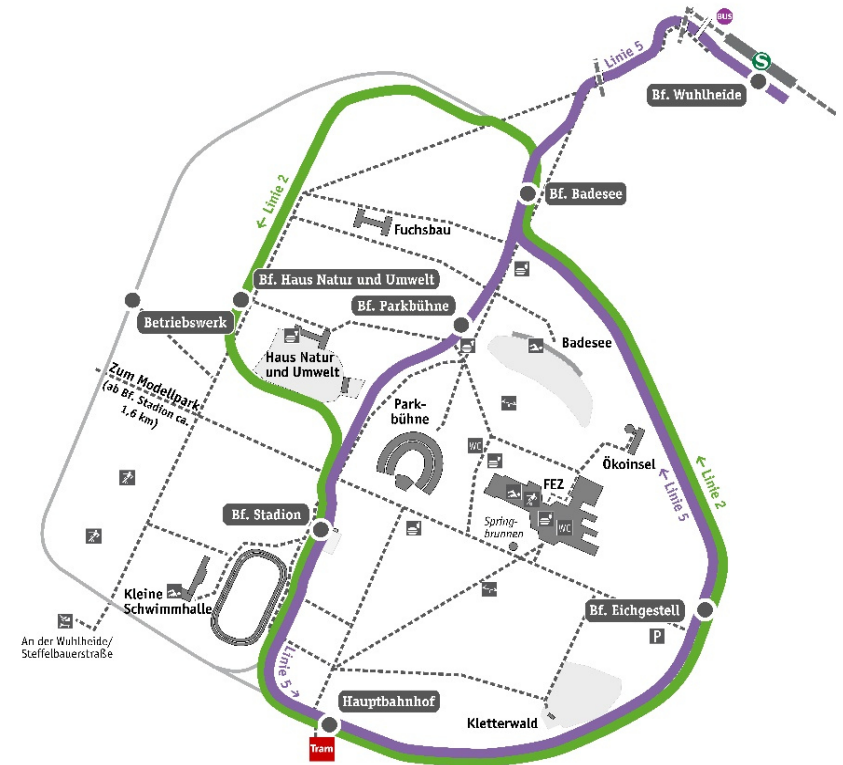 BUS
Linie 5
S
Bf. Wuhlheide
← Linie 2
Bf. Badesee
Fuchsbau
Bf. Haus Natur und Umwelt
Bf. Parkbühne
Betriebswerk
Badesee
Haus Natur
und Umwelt
Zum Modellpark
(ab Bf. Stadion ca.
1,6 km)
Park-
bühne
WC
Ökoinsel
FEZ
← Linie 2
← Linie 5
Bf. Stadion
Spring-
brunnen
WC
Kleine
Schwimmhalle
Bf. Eichgestell
P
An der Wuhlheide/
Steffelbauerstraße
Linie 5 →
Hauptbahnhof
Kletterwald
Tram